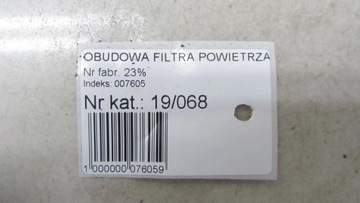 OBUDOWA FILTRA POWIETRZA
Nr fabr. 23%
Indeks: 007605
Nr kat.: 19/068
1 000000 076059